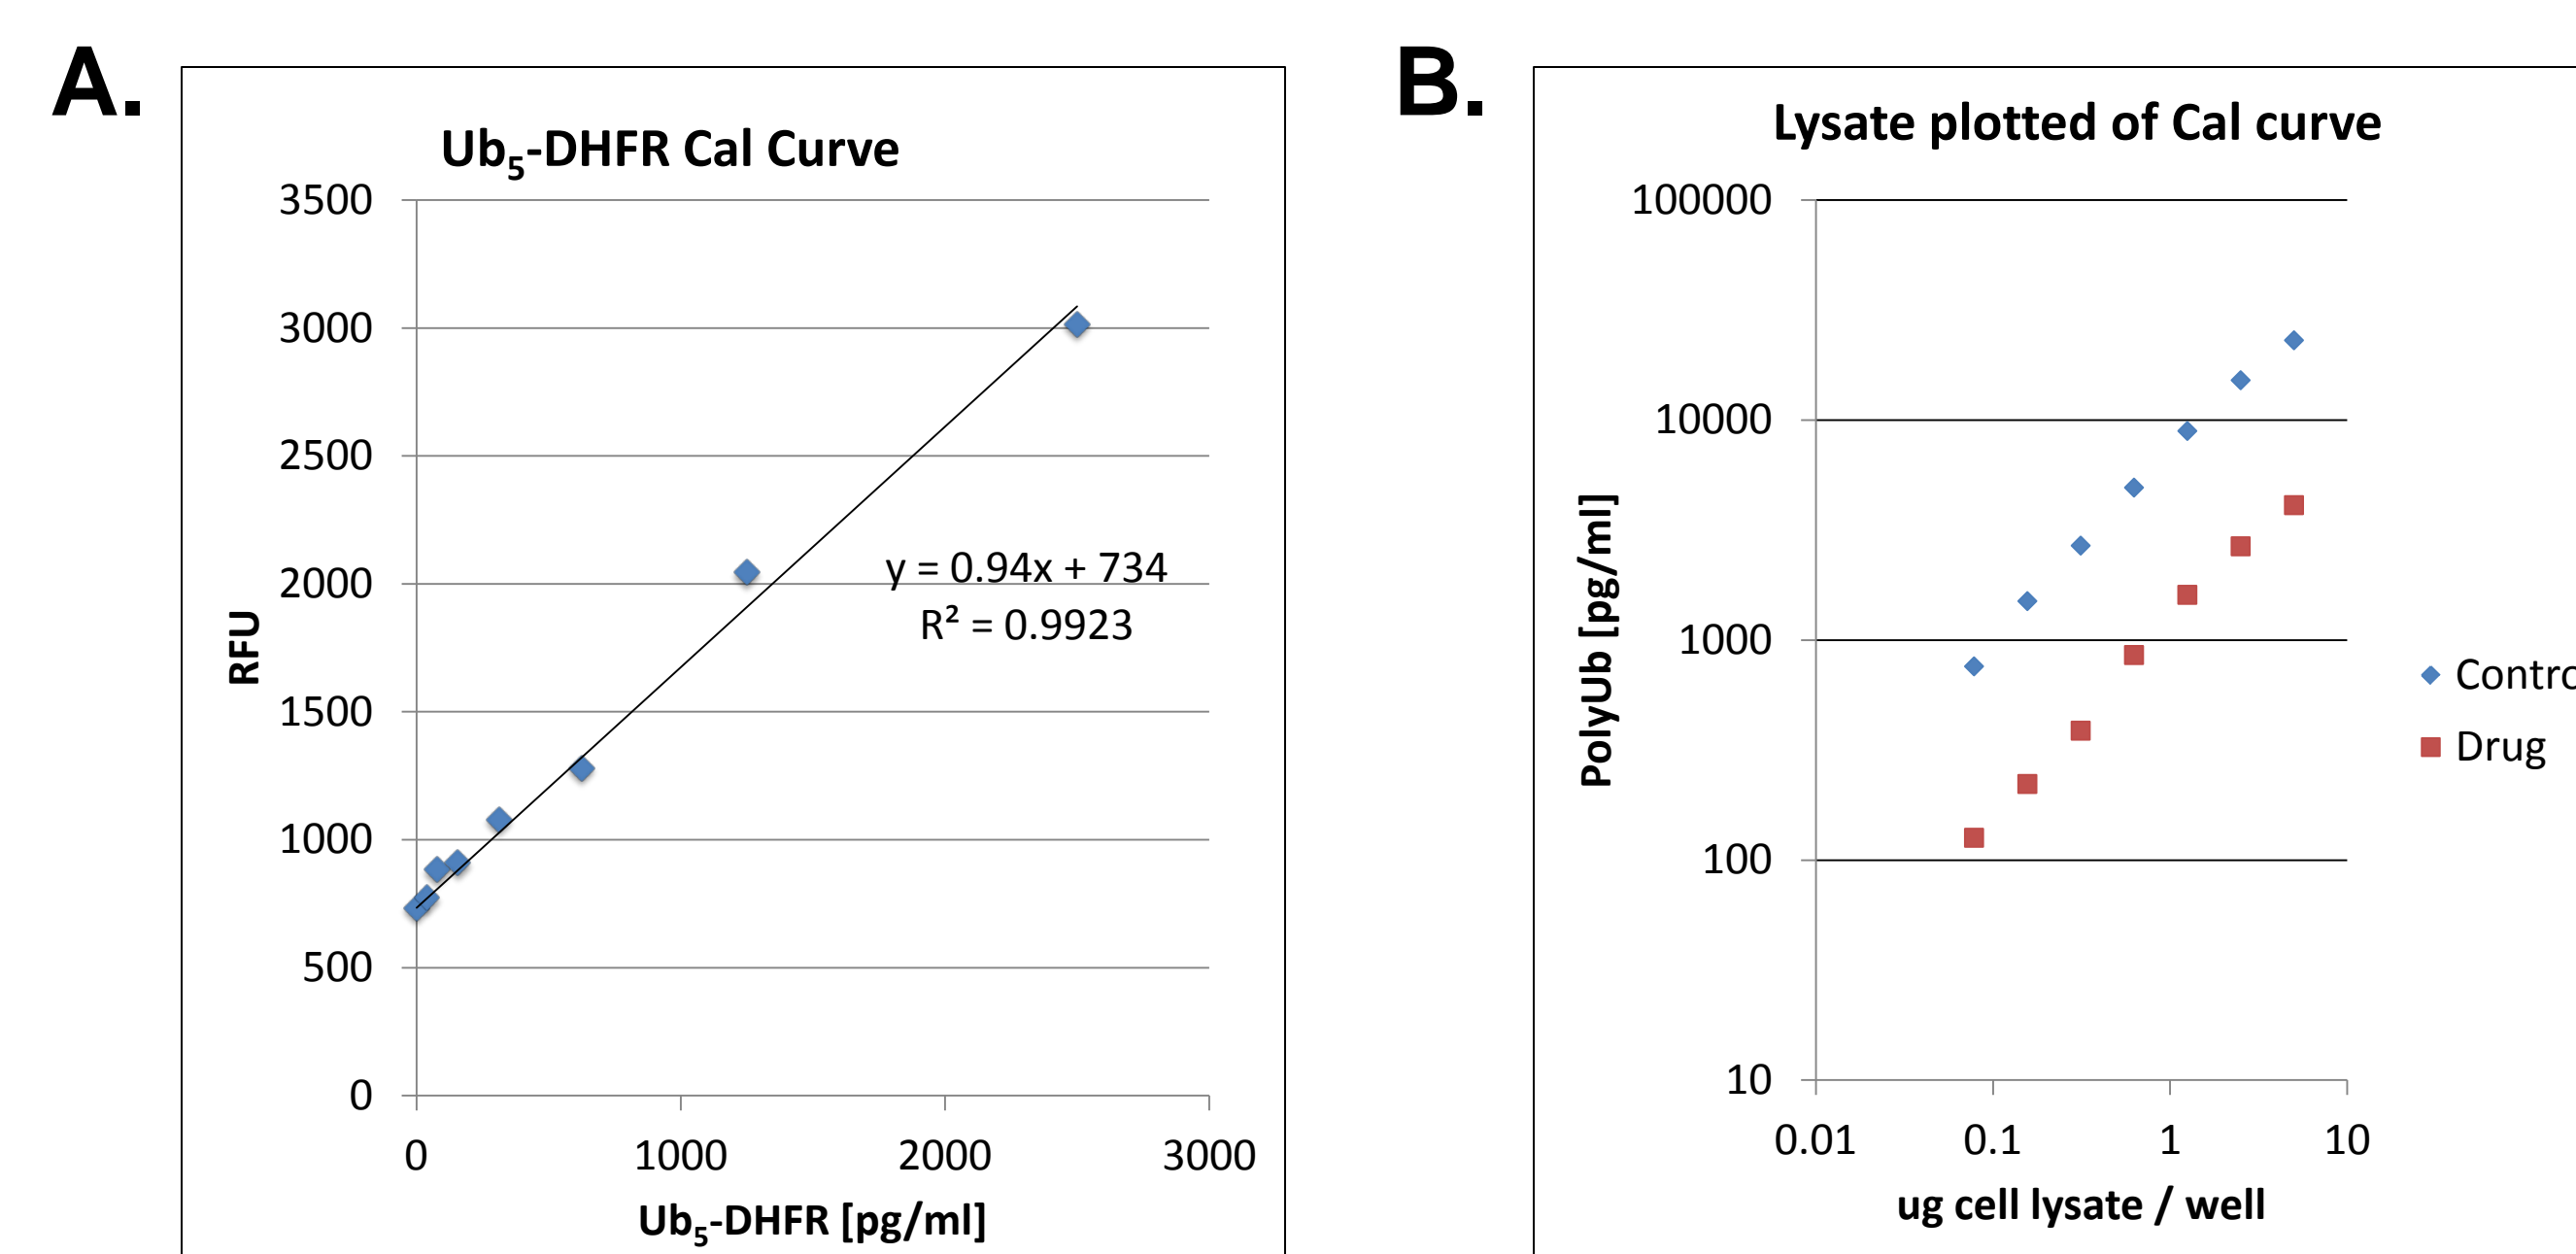 A.
Ub₅-DHFR Cal Curve
3500
3000
2500
2000
1500
1000
500
0
RFU
y = 0.94x + 734
R² = 0.9923
0 1000 2000 3000
Ub₅-DHFR [pg/ml]
B.
Lysate plotted of Cal curve
100000
10000
1000
100
10
PolyUb [pg/ml]
0.01 0.1 1 10
ug cell lysate / well
Contro
Drug